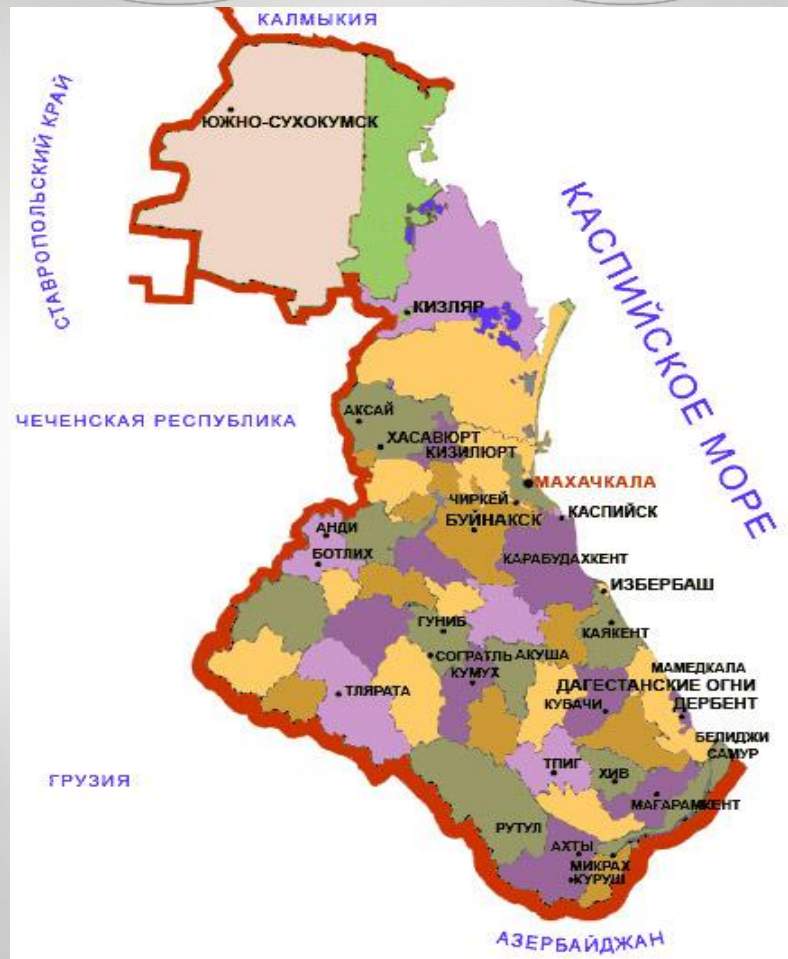 КАЛМЫКИЯ
СТАВРОПОЛЬСКИЙ КРАЙ
ЮЖНО-СУХОКУМСК
КАСПИЙСКОЕ МОРЕ
КИЗЛЯР
АКСАЙ
ЧЕЧЕНСКАЯ РЕСПУБЛИКА
ХАСАВЮРТ
КИЗИЛЮРТ
МАХАЧКАЛА
ЧИРКЕЙ
КАСПИЙСК
БУЙНАКСК
АНДИ
БОТЛИХ
КАРАБУДАХКЕНТ
ИЗБЕРБАШ
ГУНИБ
КАЯКЕНТ
СОГРАТЛЬ
АКУША
МАМЕДКАЛА
КУМУХ
ДАГЕСТАНСКИЕ ОГНИ
ТЛЯРАТА
КУБАЧИ
ДЕРБЕНТ
БЕЛИДЖИ
САМУР
ГРУЗИЯ
ТПИГ
ХИВ
МАГАРАМКЕНТ
РУТУЛ
АХТЫ
МИКРАХ
КУРУШ
АЗЕРБАЙДЖАН